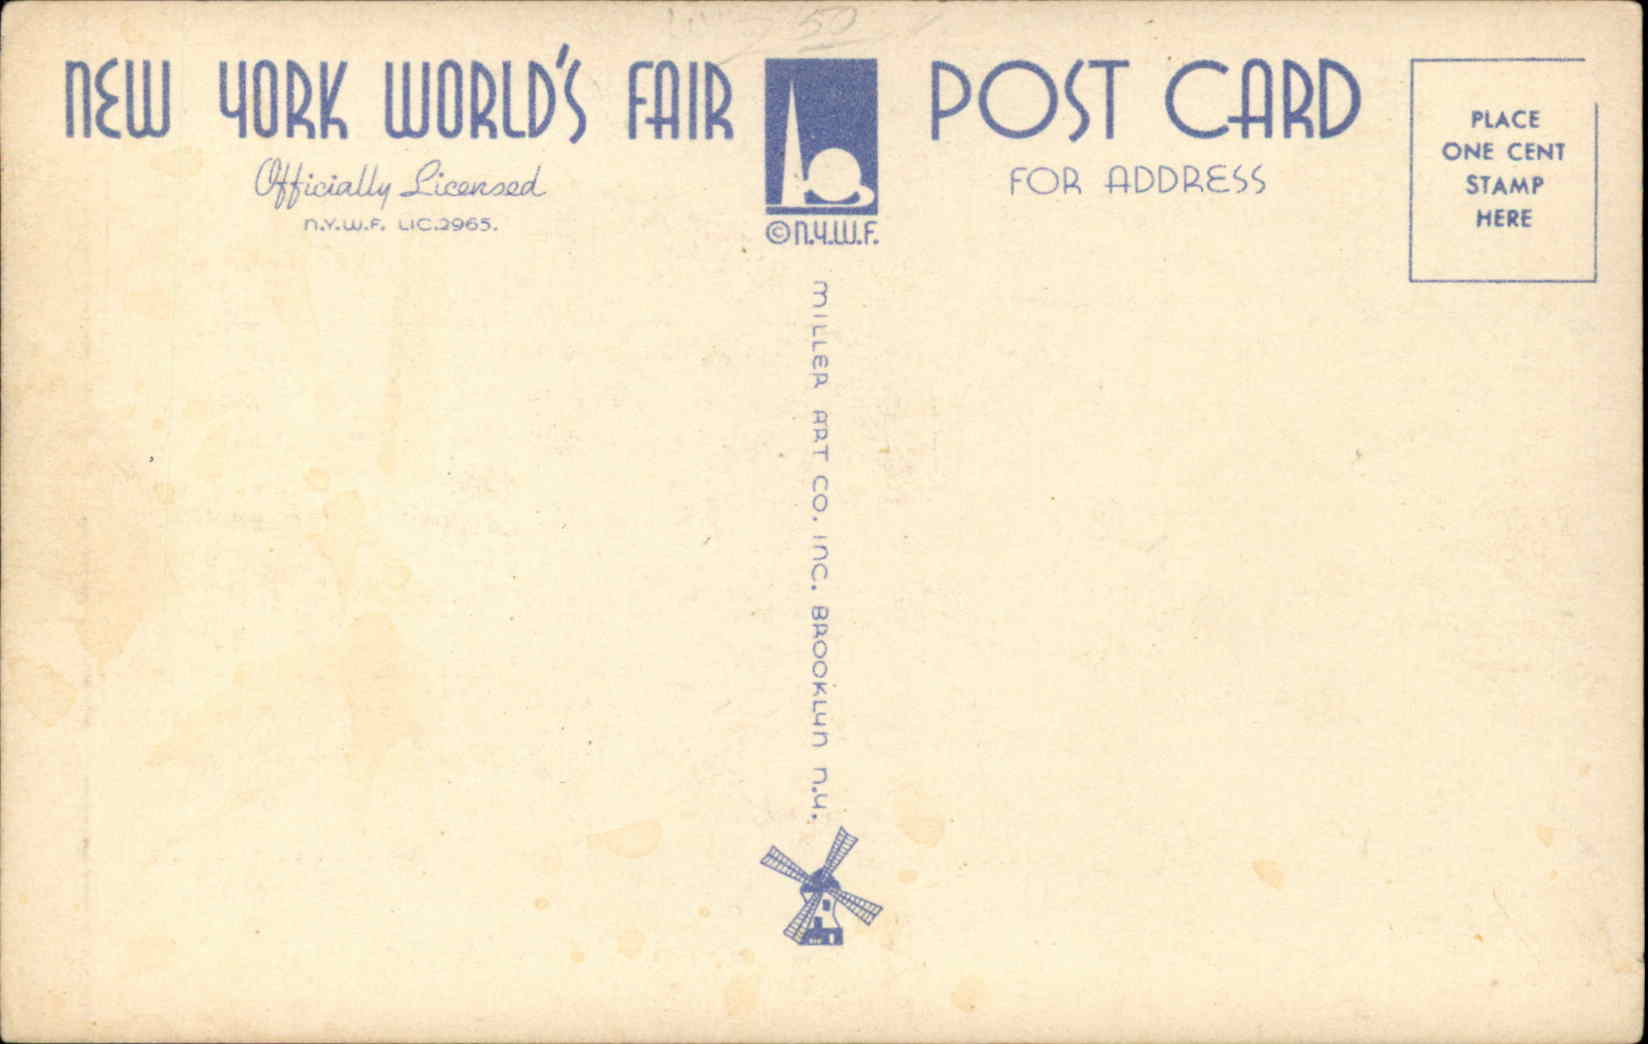 50
NEW YORK WORLD'S FAIR
Officially Licensed
N.Y.W.F. LIC.2965.
©N.Y.W.F.
POST CARD
FOR ADDRESS
PLACE
ONE CENT
STAMP
HERE
MILLER ART CO. INC. BROOKLYN N.Y.